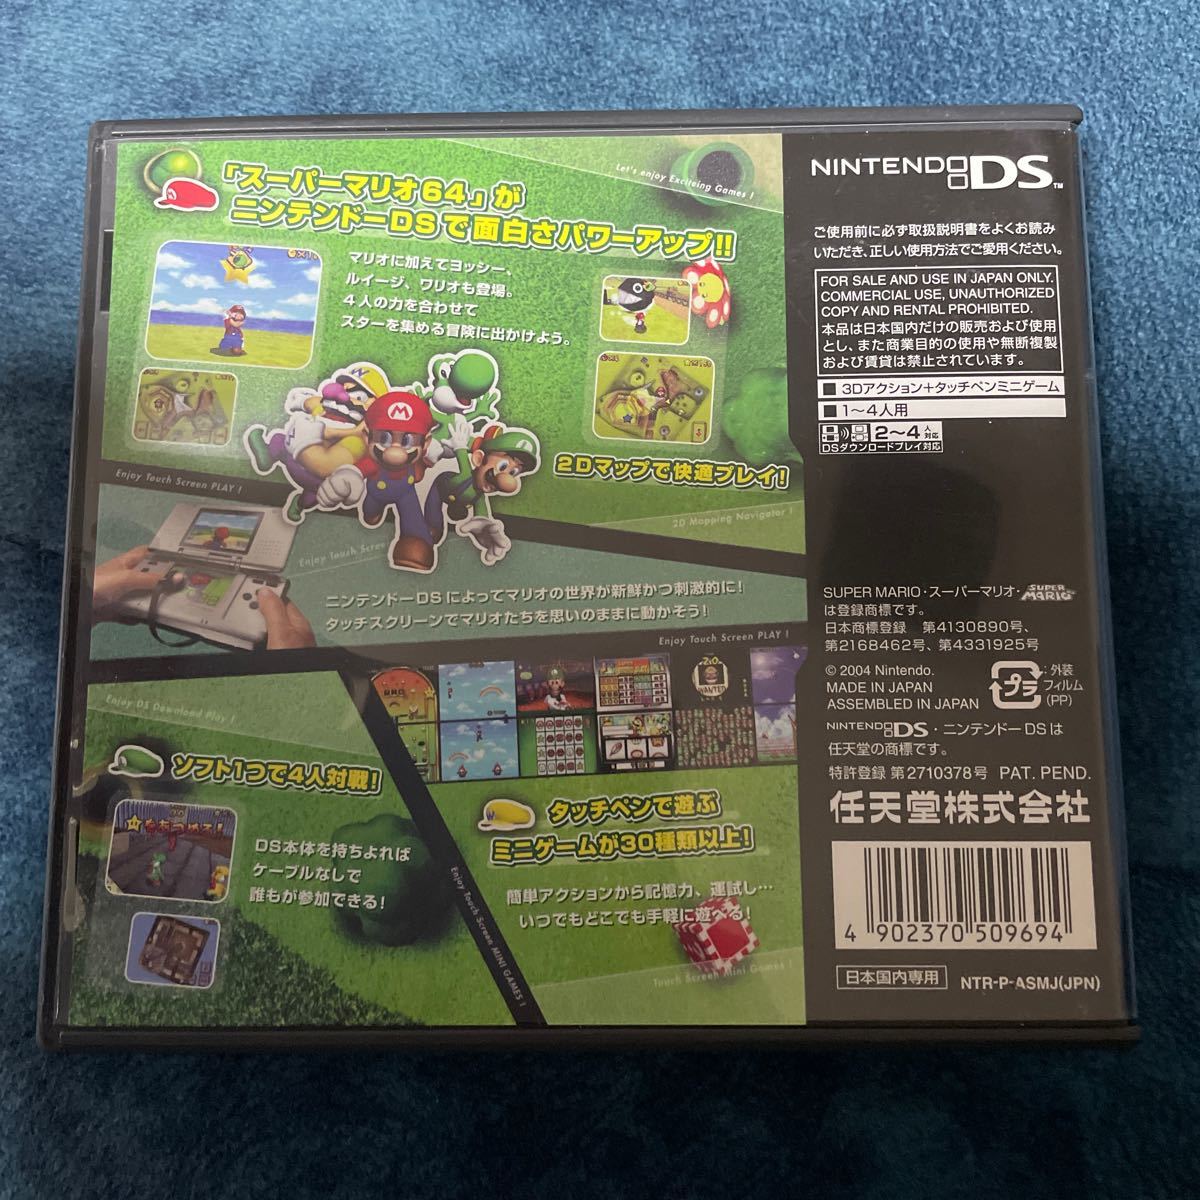 Let's enjoy Exciteing Games !
「スーパーマリオ64」が
ニンテンドーDSで面白さパワーアップ!!
マリオに加えてヨッシー、
ルイージ、ワリオも登場。
4人の力を合わせて
スターを集める冒険に出かけよう。
2Dマップで快適プレイ!
2D Mapping Navigator !
Enjoy Touch Screen PLAY !
Enjoy Touch Scree
ニンテンドーDSによってマリオの世界が新鮮かつ刺激的に!
タッチスクリーンでマリオたちを思いのままに動かそう!
Enjoy Touch Screen PLAY !
Enjoy DS Download Play !
ソフト1つで4人対戦!
をあつめろ!
DS本体を持ちよれば
ケーブルなしで
誰もが参加できる!
WANTED
Enjoy Touch Screen MINI GAMES !
タッチペンで遊ぶ
ミニゲームが30種類以上!
簡単アクションから記憶力、運試し…
いつでもどこでも手軽に遊べる!
Touch Screen Mini Games !
NINTENDO DS™
ご使用前に必ず取扱説明書をよくお読み
いただき、正しい使用方法でご愛用ください。
FOR SALE AND USE IN JAPAN ONLY.
COMMERCIAL USE, UNAUTHORIZED
COPY AND RENTAL PROHIBITED.
本品は日本国内だけの販売および使用
とし、また商業目的の使用や無断複製
および賃貸は禁止されています。
■ 3Dアクション+タッチペンミニゲーム
■ 1〜4人用
2〜4人対応
DSダウンロードプレイ対応
SUPER MARIO・スーパーマリオ・SUPER MARIO
は登録商標です。
日本商標登録 第4130890号、
第2168462号、第4331925号
© 2004 Nintendo.
MADE IN JAPAN
ASSEMBLED IN JAPAN
プラ
:外装
フィルム
(PP)
NINTENDO DS・ニンテンドーDSは
任天堂の商標です。
特許登録 第2710378号 PAT. PEND.
任天堂株式会社
4 902370 509694
日本国内専用
NTR-P-ASMJ(JPN)